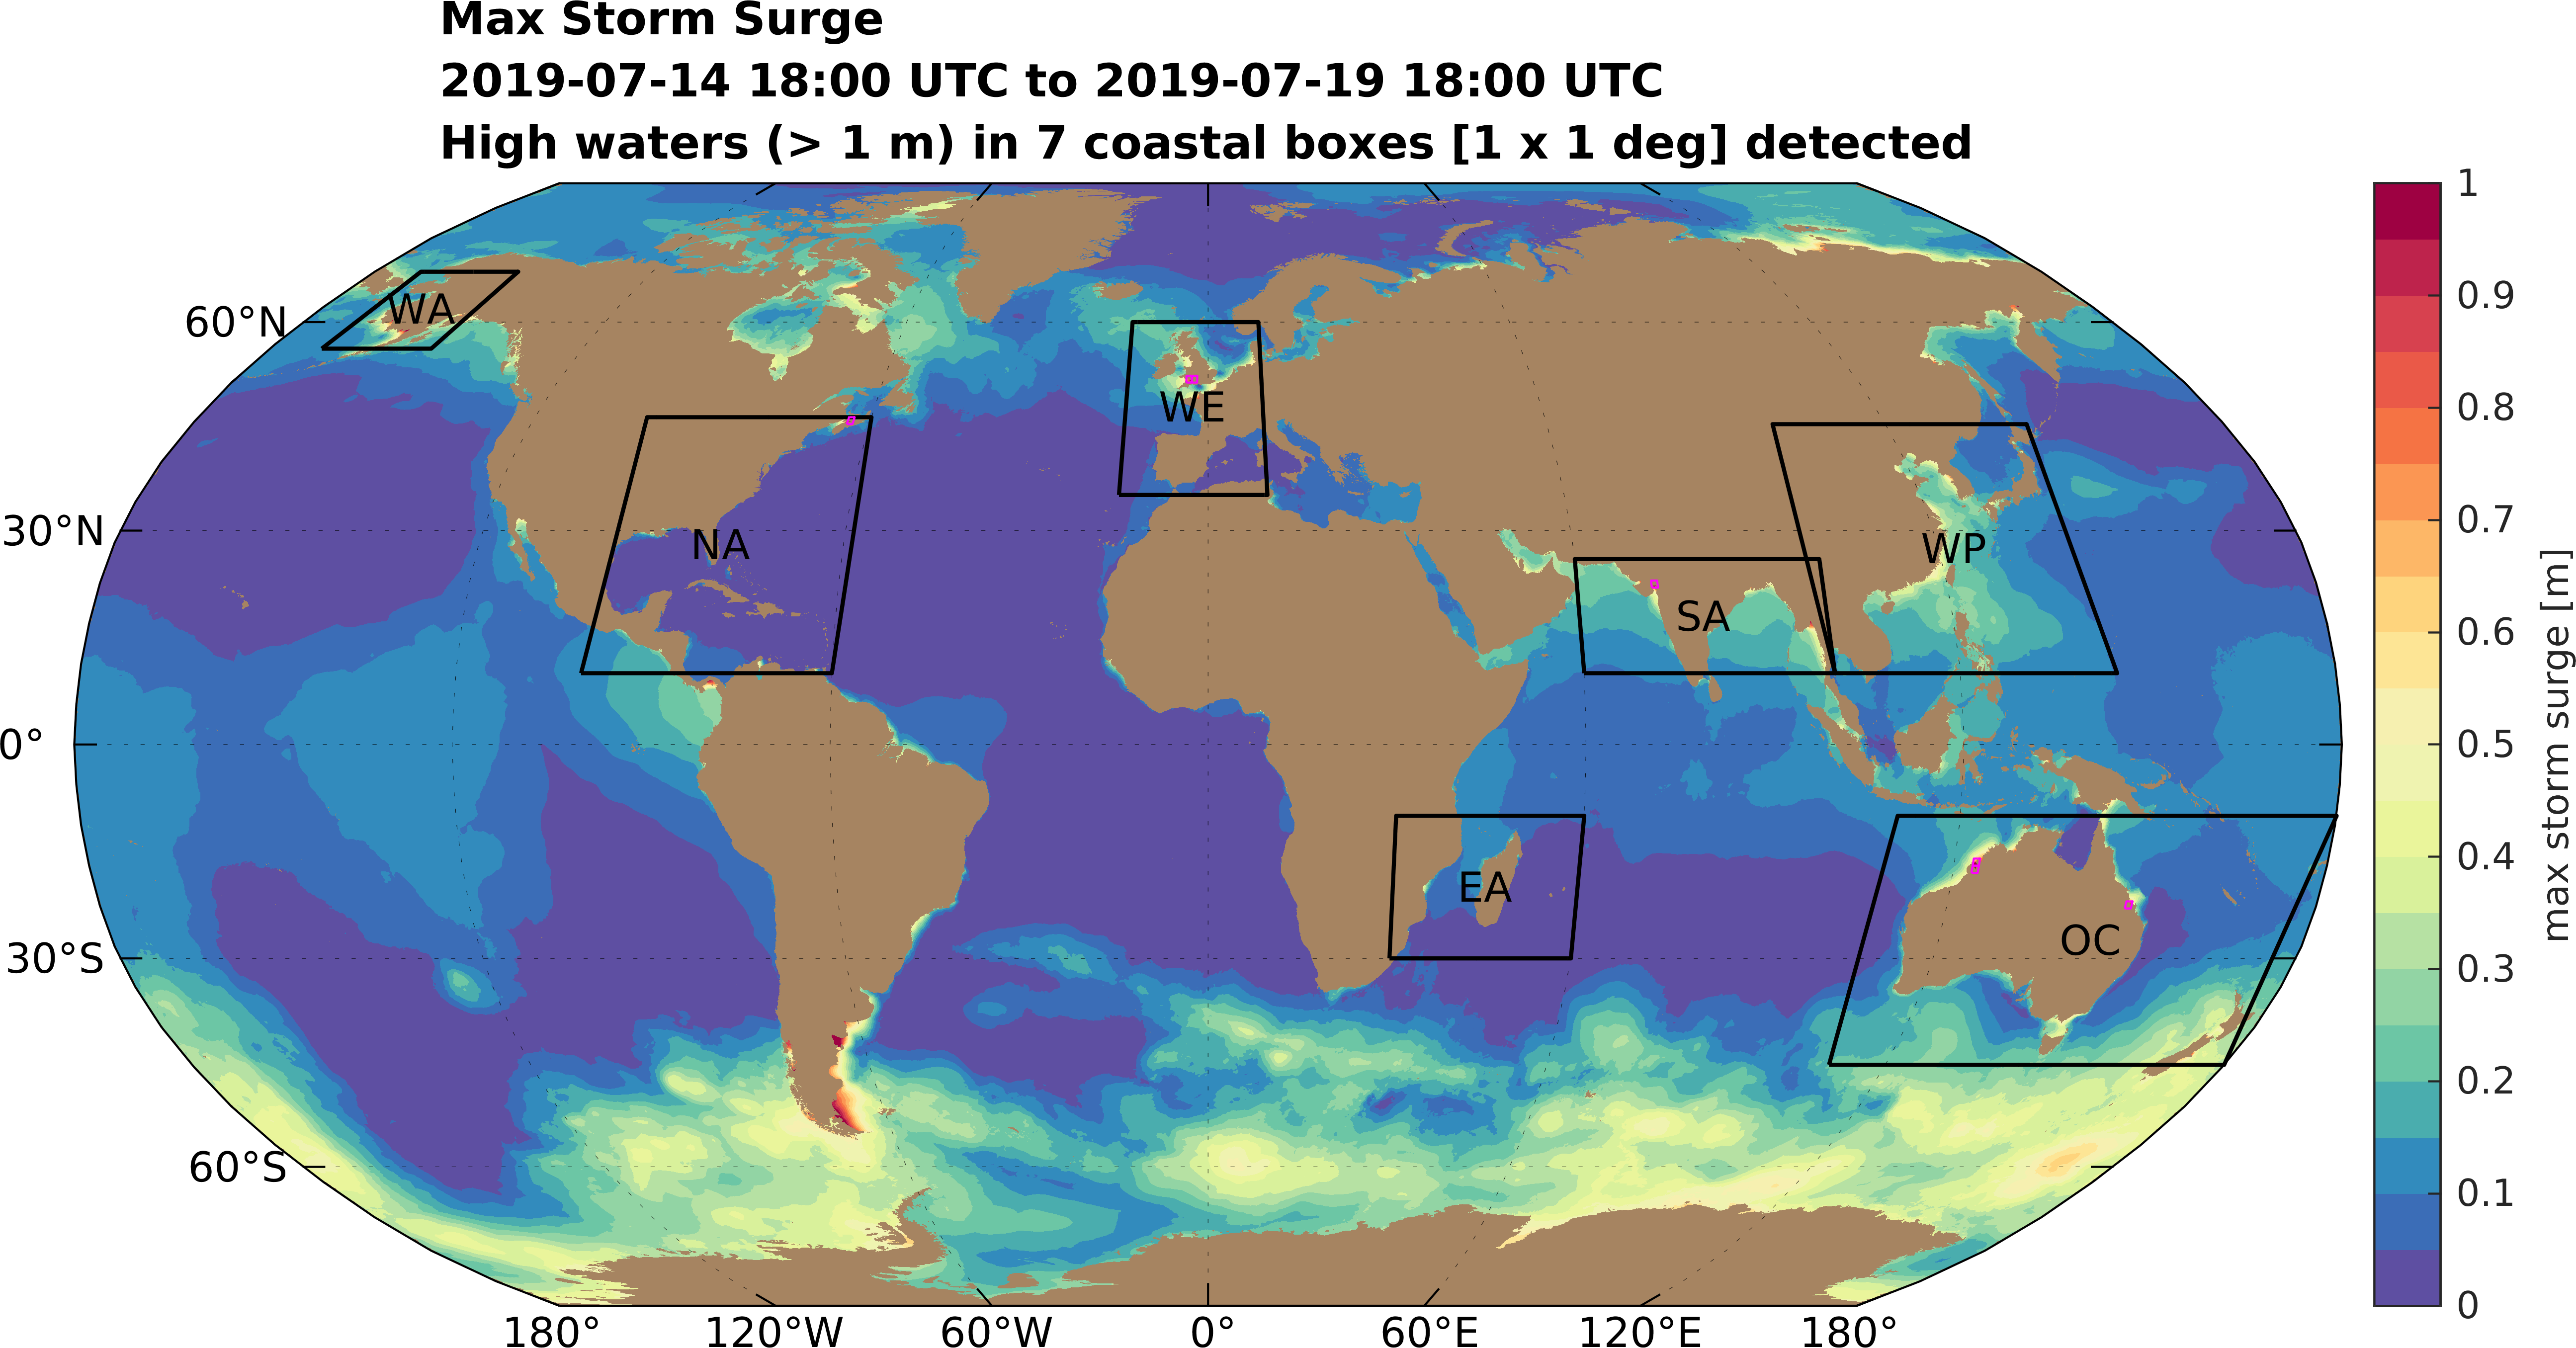 Max Storm Surge
2019-07-14 18:00 UTC to 2019-07-19 18:00 UTC
High waters (> 1 m) in 7 coastal boxes [1 x 1 deg] detected
60°N
30°N
0°
30°S
60°S
WA
NA
WE
SA
WP
EA
OC
180°
120°W
60°W
0°
60°E
120°E
180°
1
0.9
0.8
0.7
0.6
0.5
0.4
0.3
0.2
0.1
0
max storm surge [m]